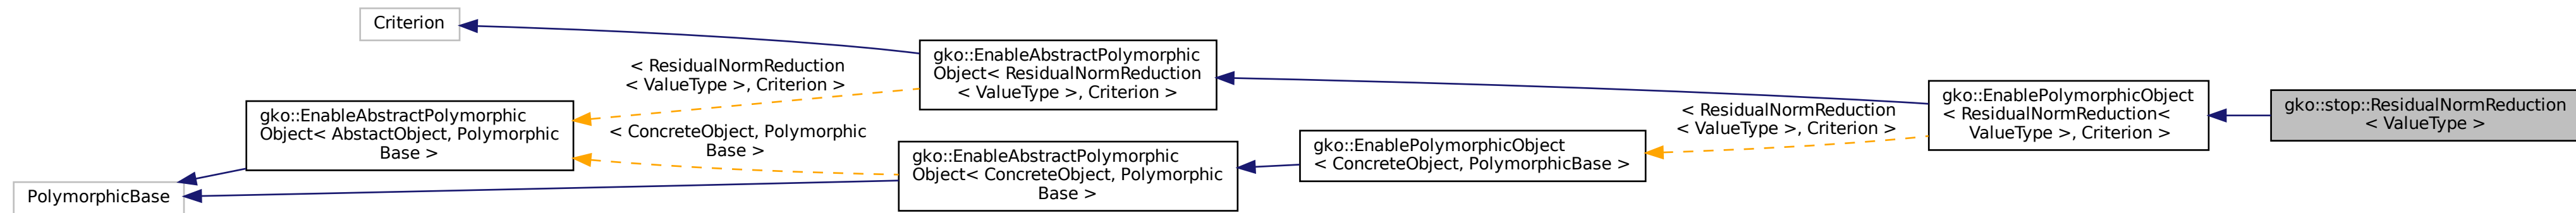 Criterion
gko::EnableAbstractPolymorphic
Object< ResidualNormReduction
< ValueType >, Criterion >
< ResidualNormReduction
< ValueType >, Criterion >
gko::EnableAbstractPolymorphic
Object< AbstactObject, Polymorphic
Base >
< ConcreteObject, Polymorphic
Base >
PolymorphicBase
gko::EnableAbstractPolymorphic
Object< ConcreteObject, Polymorphic
Base >
gko::EnablePolymorphicObject
< ConcreteObject, PolymorphicBase >
< ResidualNormReduction
< ValueType >, Criterion >
gko::EnablePolymorphicObject
< ResidualNormReduction<
ValueType >, Criterion >
gko::stop::ResidualNormReduction
< ValueType >